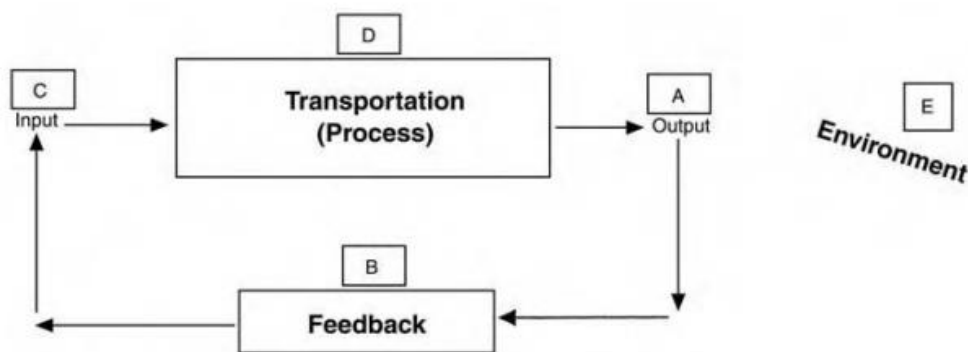 D
C
Input
Transportation
(Process)
A
Output
E
Environment
B
Feedback